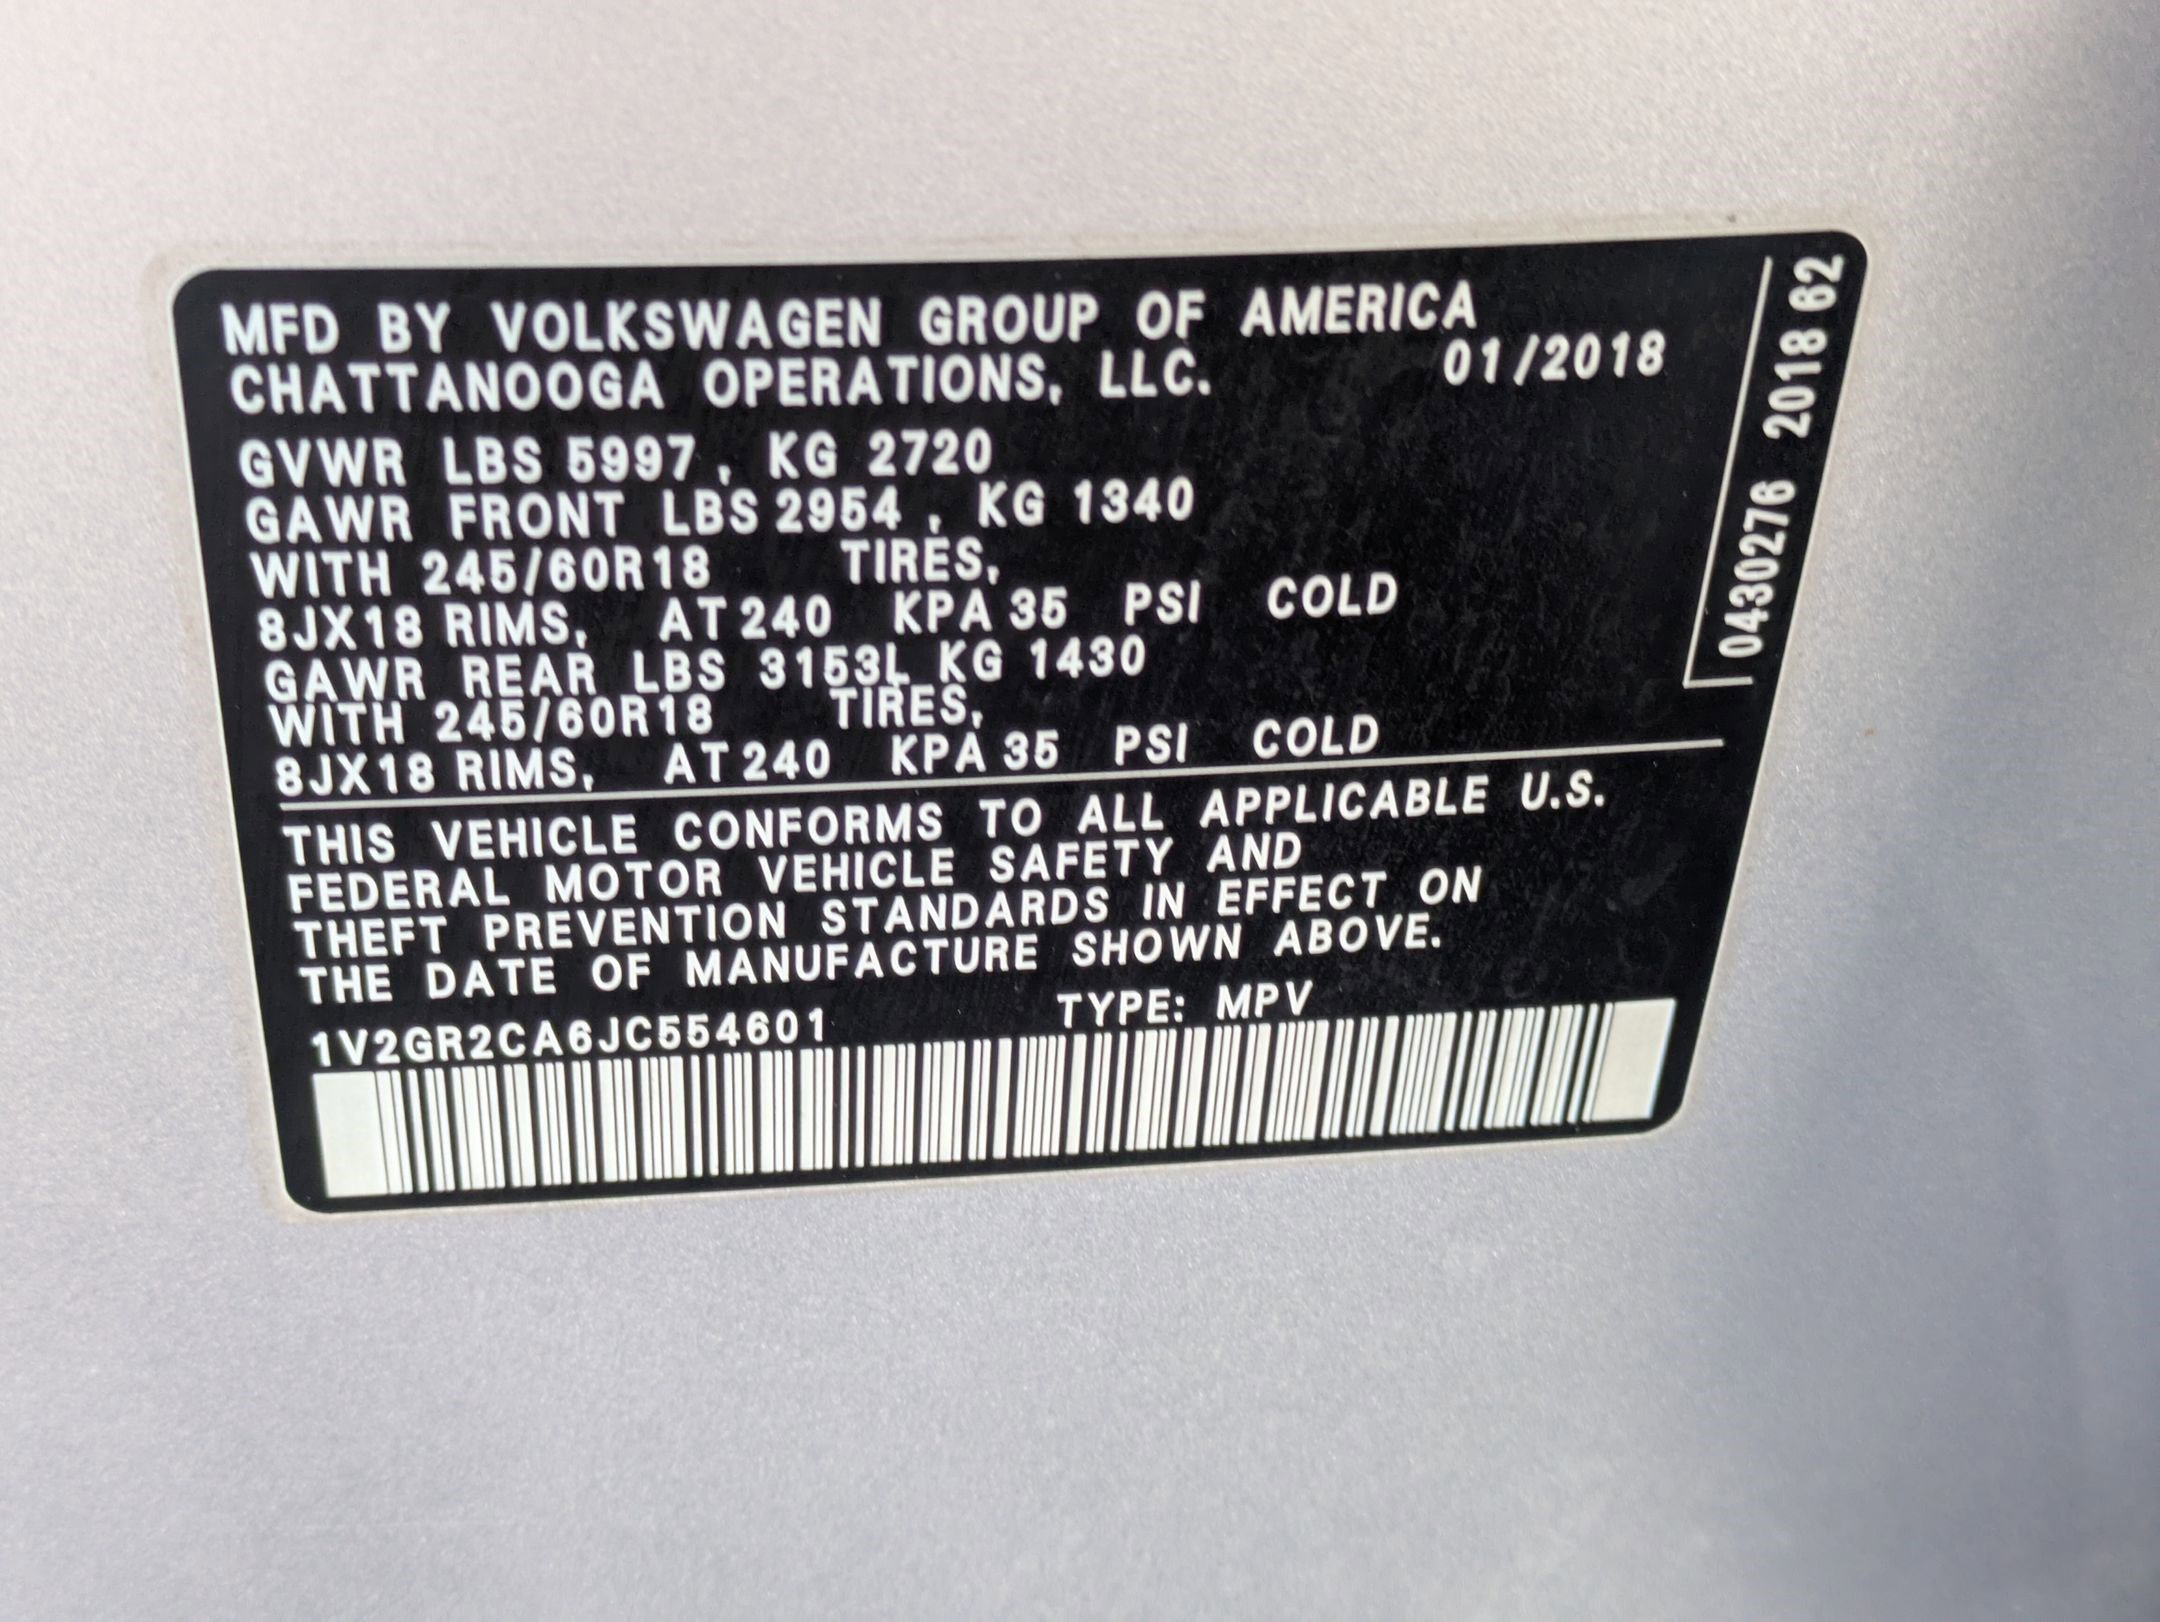 MFD BY VOLKSWAGEN GROUP OF AMERICA
CHATTANOOGA OPERATIONS, LLC. 01/2018
GVWR LBS 5997, KG 2720
GAWR FRONT LBS 2954, KG 1340
WITH 245/60R18 TIRES,
8JX18 RIMS, AT 240 KPA 35 PSI COLD
GAWR REAR LBS 3153L KG 1430
WITH 245/60R18 TIRES,
8JX18 RIMS, AT 240 KPA 35 PSI COLD
THIS VEHICLE CONFORMS TO ALL APPLICABLE U.S.
FEDERAL MOTOR VEHICLE SAFETY AND
THEFT PREVENTION STANDARDS IN EFFECT ON
THE DATE OF MANUFACTURE SHOWN ABOVE.
1V2GR2CA6JC554601 TYPE: MPV
0430276 2018 62